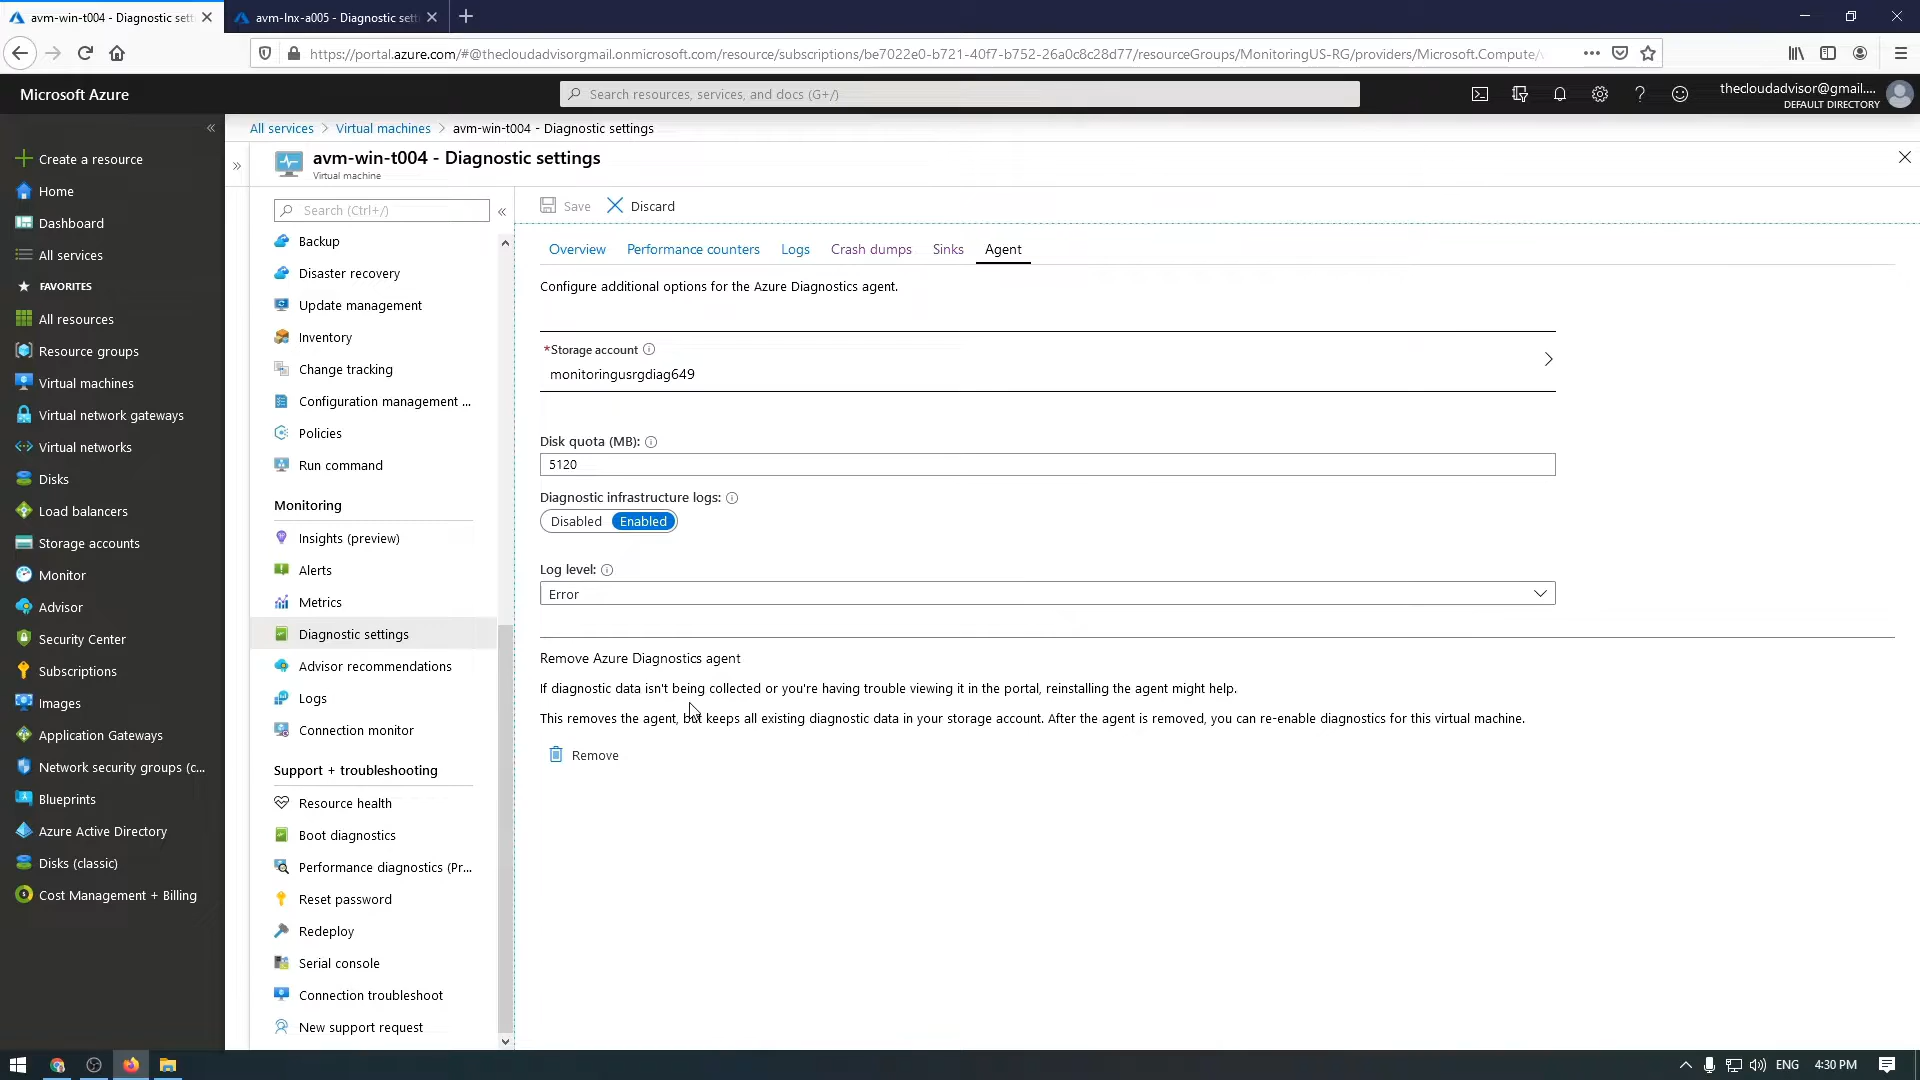 avm-win-t004 - Diagnostic sett
avm-lnx-a005 - Diagnostic sett
https://portal.azure.com/#@thecloudadvisorgmail.onmicrosoft.com/resource/subscriptions/be7022e0-b721-40f7-b752-26a0c8c28d77/resourceGroups/MonitoringUS-RG/providers/Microsoft.Compute/
Microsoft Azure
Search resources, services, and docs (G+/)
thecloudadvisor@gmail....
DEFAULT DIRECTORY
Create a resource
Home
Dashboard
All services
FAVORITES
All resources
Resource groups
Virtual machines
Virtual network gateways
Virtual networks
Disks
Load balancers
Storage accounts
Monitor
Advisor
Security Center
Subscriptions
Images
Application Gateways
Network security groups (c...
Blueprints
Azure Active Directory
Disks (classic)
Cost Management + Billing
All services > Virtual machines > avm-win-t004 - Diagnostic settings
avm-win-t004 - Diagnostic settings
Virtual machine
Search (Ctrl+/)
Backup
Disaster recovery
Update management
Inventory
Change tracking
Configuration management ...
Policies
Run command
Monitoring
Insights (preview)
Alerts
Metrics
Diagnostic settings
Advisor recommendations
Logs
Connection monitor
Support + troubleshooting
Resource health
Boot diagnostics
Performance diagnostics (Pr...
Reset password
Redeploy
Serial console
Connection troubleshoot
New support request
Save Discard
Overview Performance counters Logs Crash dumps Sinks Agent
Configure additional options for the Azure Diagnostics agent.
*Storage account
monitoringusrgdiag649
Disk quota (MB):
5120
Diagnostic infrastructure logs:
Disabled Enabled
Log level:
Error
Remove Azure Diagnostics agent
If diagnostic data isn't being collected or you're having trouble viewing it in the portal, reinstalling the agent might help.
This removes the agent, but keeps all existing diagnostic data in your storage account. After the agent is removed, you can re-enable diagnostics for this virtual machine.
Remove
ENG 4:30 PM